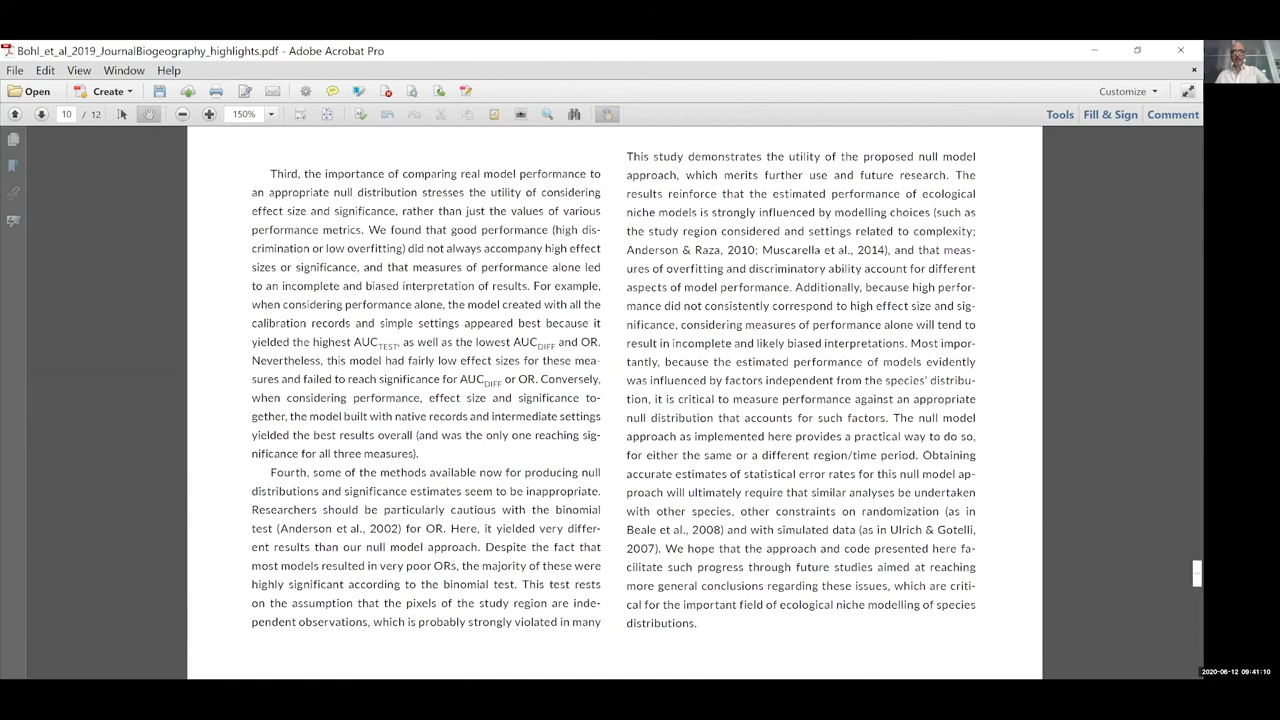 Bohl_et_al_2019_JournalBiogeography_highlights.pdf - Adobe Acrobat Pro
File Edit View Window Help
Open Create Customize
10 / 12 150% Tools Fill & Sign Comment
Third, the importance of comparing real model performance to
an appropriate null distribution stresses the utility of considering
effect size and significance, rather than just the values of various
performance metrics. We found that good performance (high dis-
crimination or low overfitting) did not always accompany high effect
sizes or significance, and that measures of performance alone led
to an incomplete and biased interpretation of results. For example,
when considering performance alone, the model created with all the
calibration records and simple settings appeared best because it
yielded the highest AUCTEST, as well as the lowest AUCDIFF and OR.
Nevertheless, this model had fairly low effect sizes for these mea-
sures and failed to reach significance for AUCDIFF or OR. Conversely,
when considering performance, effect size and significance to-
gether, the model built with native records and intermediate settings
yielded the best results overall (and was the only one reaching sig-
nificance for all three measures).
Fourth, some of the methods available now for producing null
distributions and significance estimates seem to be inappropriate.
Researchers should be particularly cautious with the binomial
test (Anderson et al., 2002) for OR. Here, it yielded very differ-
ent results than our null model approach. Despite the fact that
most models resulted in very poor ORs, the majority of these were
highly significant according to the binomial test. This test rests
on the assumption that the pixels of the study region are inde-
pendent observations, which is probably strongly violated in many
This study demonstrates the utility of the proposed null model
approach, which merits further use and future research. The
results reinforce that the estimated performance of ecological
niche models is strongly influenced by modelling choices (such as
the study region considered and settings related to complexity;
Anderson & Raza, 2010; Muscarella et al., 2014), and that meas-
ures of overfitting and discriminatory ability account for different
aspects of model performance. Additionally, because high perfor-
mance did not consistently correspond to high effect size and sig-
nificance, considering measures of performance alone will tend to
result in incomplete and likely biased interpretations. Most impor-
tantly, because the estimated performance of models evidently
was influenced by factors independent from the species' distribu-
tion, it is critical to measure performance against an appropriate
null distribution that accounts for such factors. The null model
approach as implemented here provides a practical way to do so,
for either the same or a different region/time period. Obtaining
accurate estimates of statistical error rates for this null model ap-
proach will ultimately require that similar analyses be undertaken
with other species, other constraints on randomization (as in
Beale et al., 2008) and with simulated data (as in Ulrich & Gotelli,
2007). We hope that the approach and code presented here fa-
cilitate such progress through future studies aimed at reaching
more general conclusions regarding these issues, which are criti-
cal for the important field of ecological niche modelling of species
distributions.
2020-06-12 09:41:10